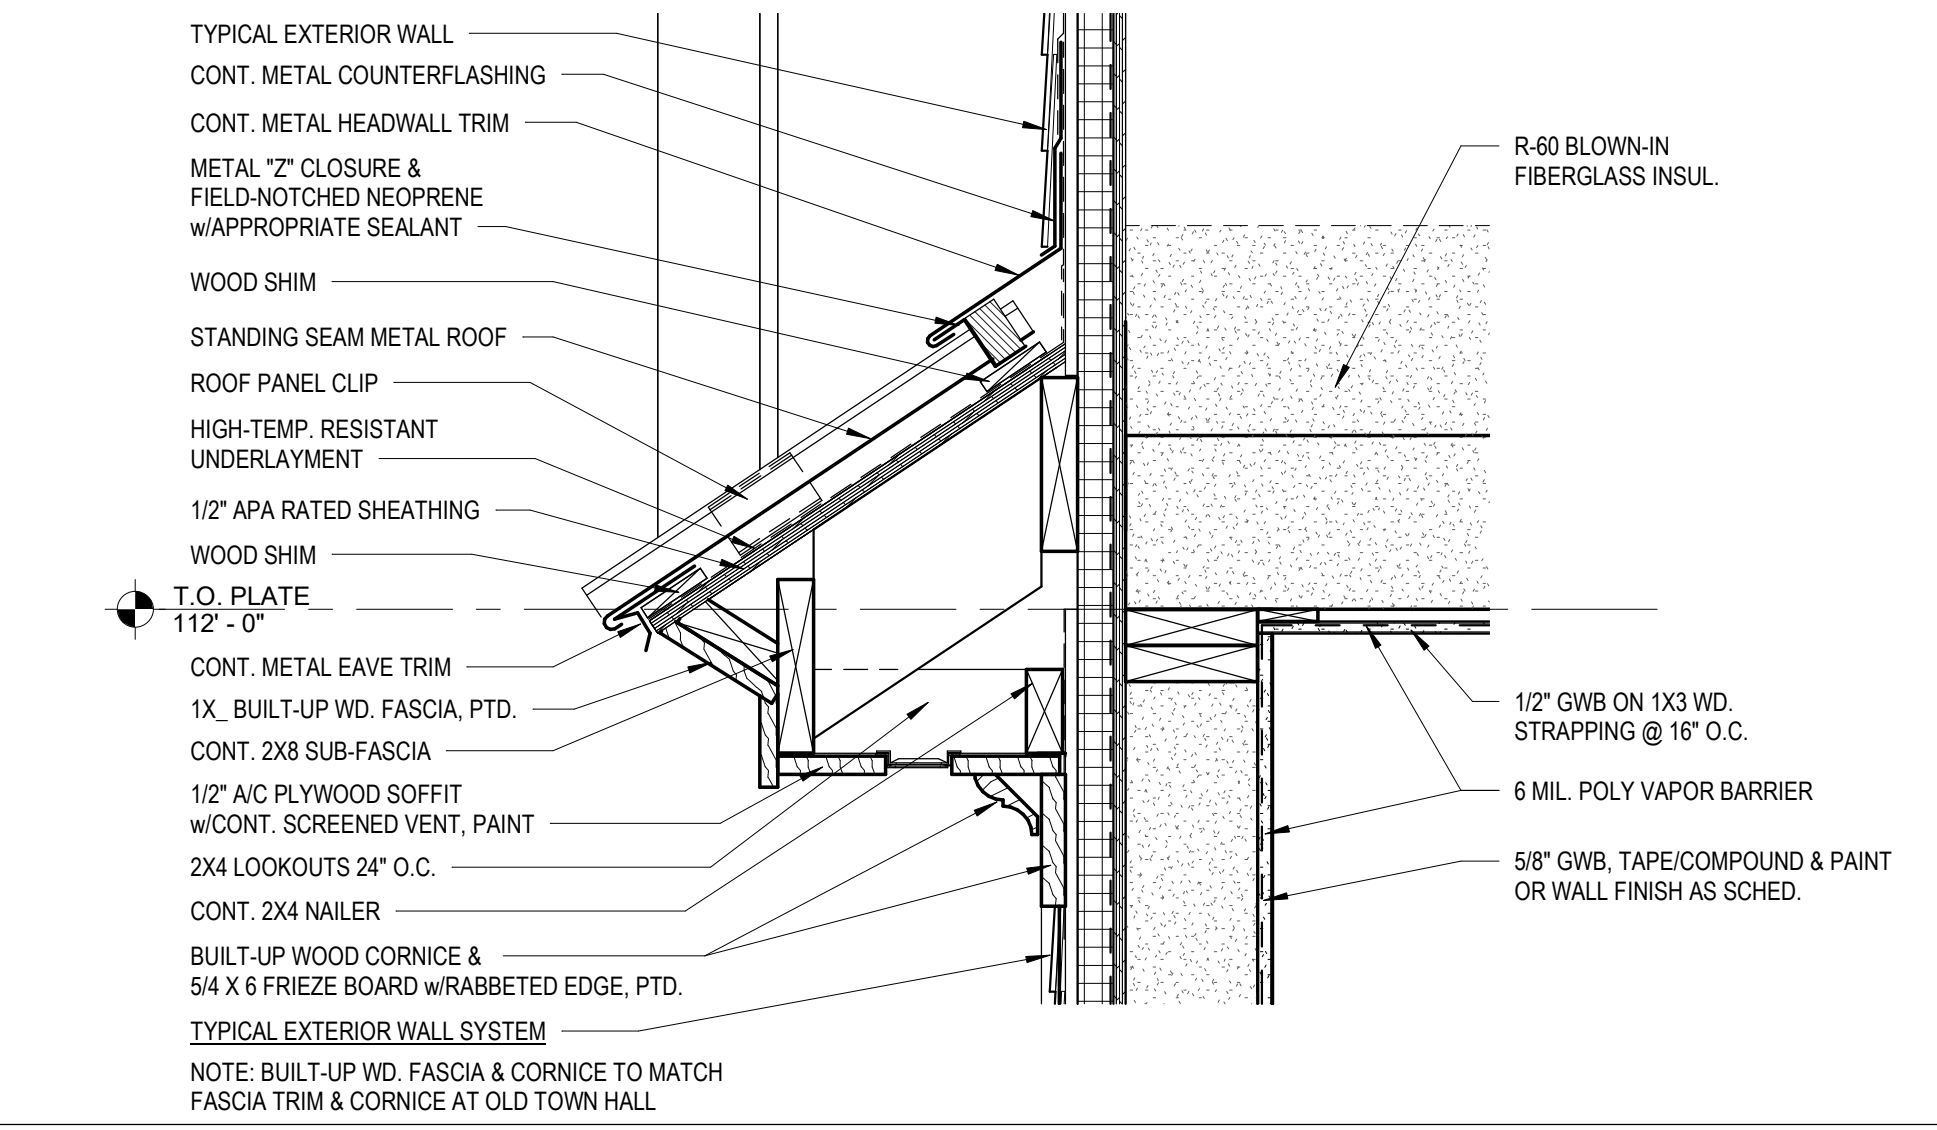 TYPICAL EXTERIOR WALL
CONT. METAL COUNTERFLASHING
CONT. METAL HEADWALL TRIM
METAL "Z" CLOSURE &
FIELD-NOTCHED NEOPRENE
w/APPROPRIATE SEALANT
WOOD SHIM
STANDING SEAM METAL ROOF
ROOF PANEL CLIP
HIGH-TEMP. RESISTANT
UNDERLAYMENT
1/2" APA RATED SHEATHING
WOOD SHIM
T.O. PLATE
112' - 0"
CONT. METAL EAVE TRIM
1X_ BUILT-UP WD. FASCIA, PTD.
CONT. 2X8 SUB-FASCIA
1/2" A/C PLYWOOD SOFFIT
w/CONT. SCREENED VENT, PAINT
2X4 LOOKOUTS 24" O.C.
CONT. 2X4 NAILER
BUILT-UP WOOD CORNICE &
5/4 X 6 FRIEZE BOARD w/RABBETED EDGE, PTD.
TYPICAL EXTERIOR WALL SYSTEM
NOTE: BUILT-UP WD. FASCIA & CORNICE TO MATCH
FASCIA TRIM & CORNICE AT OLD TOWN HALL
R-60 BLOWN-IN
FIBERGLASS INSUL.
1/2" GWB ON 1X3 WD.
STRAPPING @ 16" O.C.
6 MIL. POLY VAPOR BARRIER
5/8" GWB, TAPE/COMPOUND & PAINT
OR WALL FINISH AS SCHED.